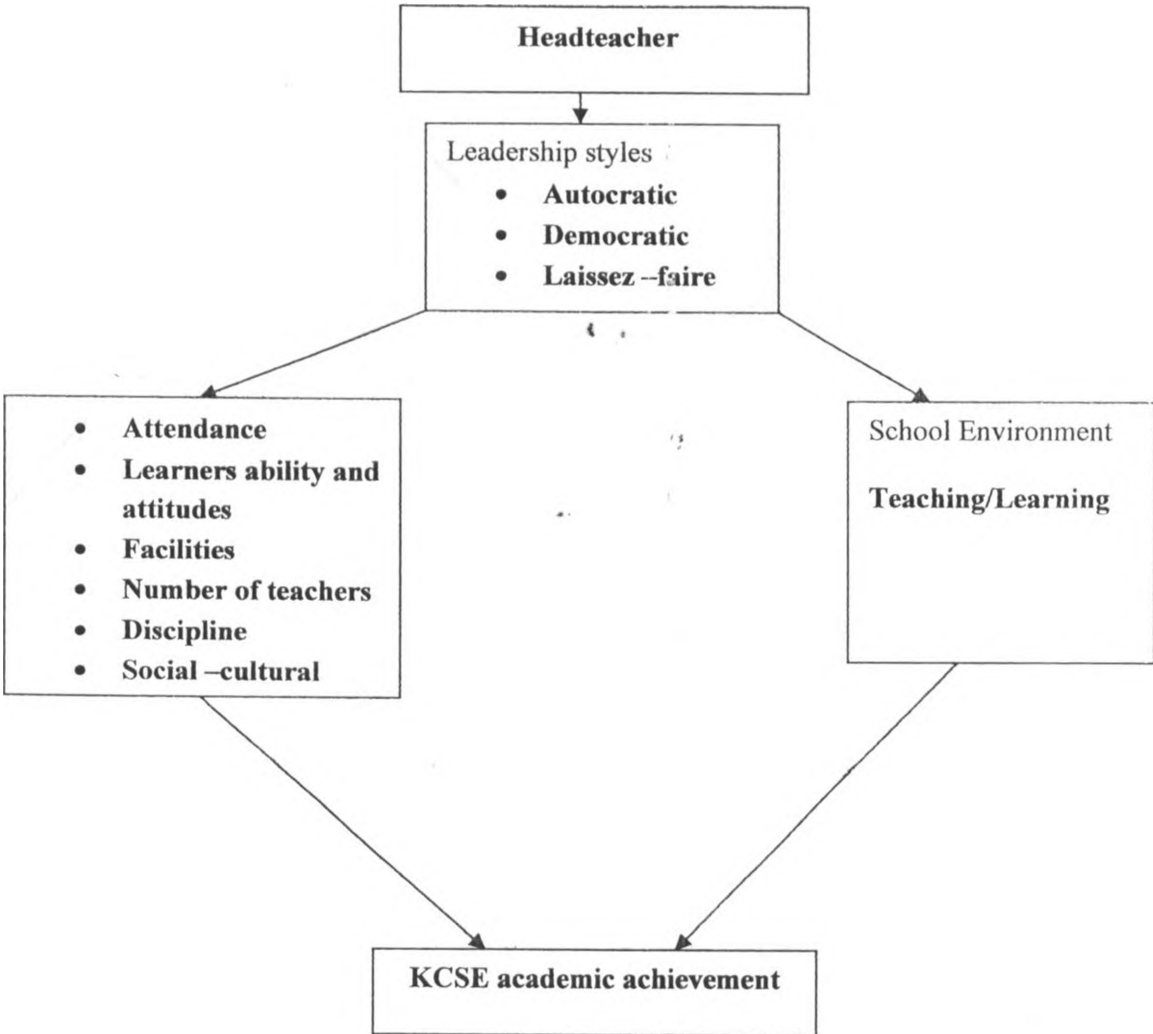 Headteacher
Leadership styles
• Autocratic
• Democratic
• Laissez –faire
• Attendance
• Learners ability and
attitudes
• Facilities
• Number of teachers
• Discipline
• Social –cultural
School Environment
Teaching/Learning
KCSE academic achievement